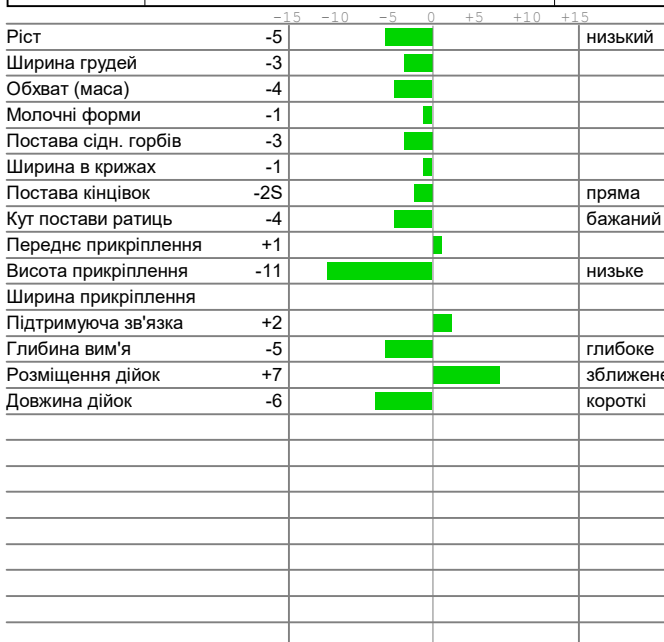 -15 -10 -5 0 +5 +10 +15
Ріст -5 низький
Ширина грудей -3
Обхват (маса) -4
Молочні форми -1
Постава сідн. горбів -3
Ширина в крижах -1
Постава кінцівок -2S пряма
Кут постави ратиць -4 бажаний
Переднє прикріплення +1
Висота прикріплення -11 низьке
Ширина прикріплення
Підтримуюча зв'язка +2
Глибина вим'я -5 глибоке
Розміщення дійок +7 зближене
Довжина дійок -6 короткі